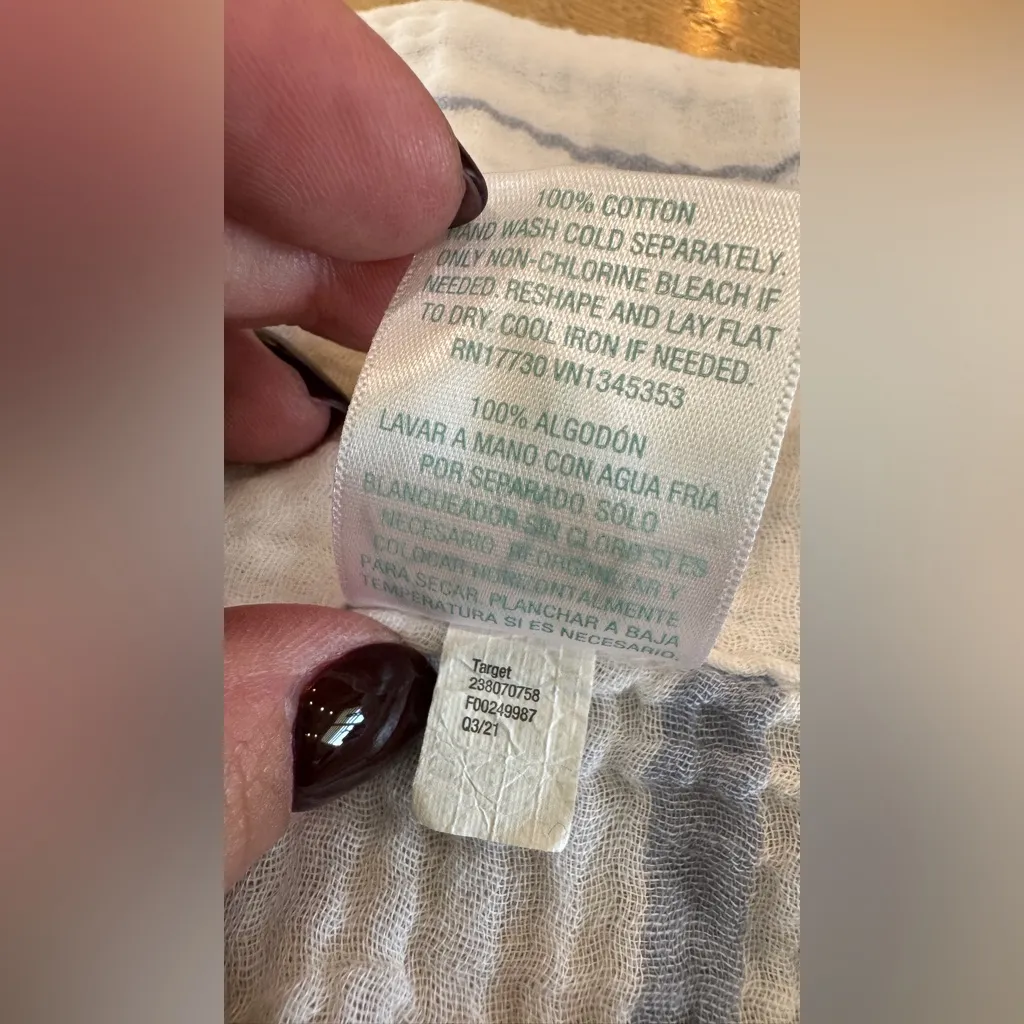 100% COTTON
HAND WASH COLD SEPARATELY.
ONLY NON-CHLORINE BLEACH IF
NEEDED. RESHAPE AND LAY FLAT
TO DRY. COOL IRON IF NEEDED.
RN17730 VN1345353
100% ALGODÓN
LAVAR A MANO CON AGUA FRÍA
POR SEPARADO. SÓLO
BLANQUEADOR SIN CLORO SI ES
NECESARIO. REORGANIZAR Y
COLOCAR HORIZONTALMENTE
PARA SECAR. PLANCHAR A BAJA
TEMPERATURA SI ES NECESARIO.
Target
238070758
F00249987
Q3/21